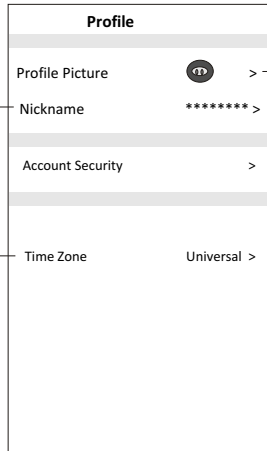 Profile
Profile Picture >
Nickname ******** >
Account Security >
Time Zone Universal >